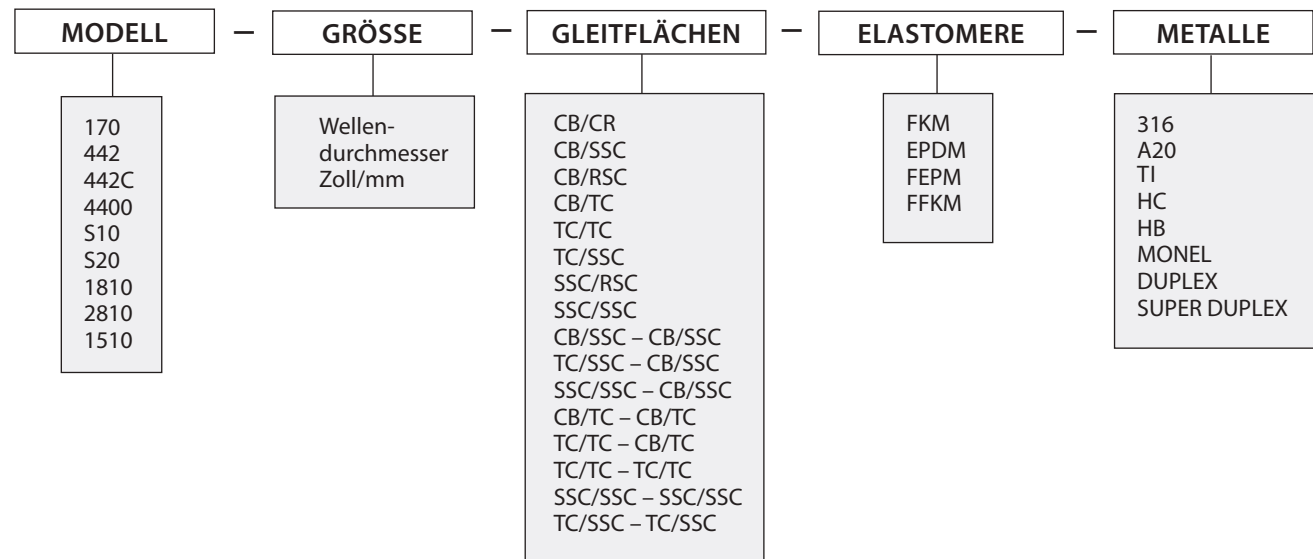 MODELL – GRÖSSE – GLEITFLÄCHEN – ELASTOMERE – METALLE
170
442
442C
4400
S10
S20
1810
2810
1510
Wellen-
durchmesser
Zoll/mm
CB/CR
CB/SSC
CB/RSC
CB/TC
TC/TC
TC/SSC
SSC/RSC
SSC/SSC
CB/SSC – CB/SSC
TC/SSC – CB/SSC
SSC/SSC – CB/SSC
CB/TC – CB/TC
TC/TC – CB/TC
TC/TC – TC/TC
SSC/SSC – SSC/SSC
TC/SSC – TC/SSC
FKM
EPDM
FEPM
FFKM
316
A20
TI
HC
HB
MONEL
DUPLEX
SUPER DUPLEX